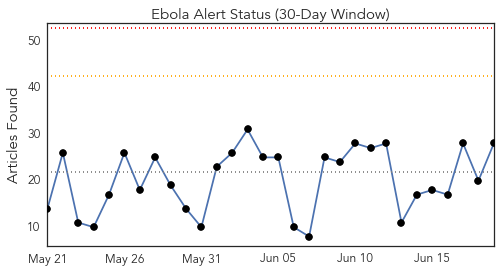 Ebola Alert Status (30-Day Window)
Articles Found
50
40
30
20
10
May 21 May 26 May 31 Jun 05 Jun 10 Jun 15